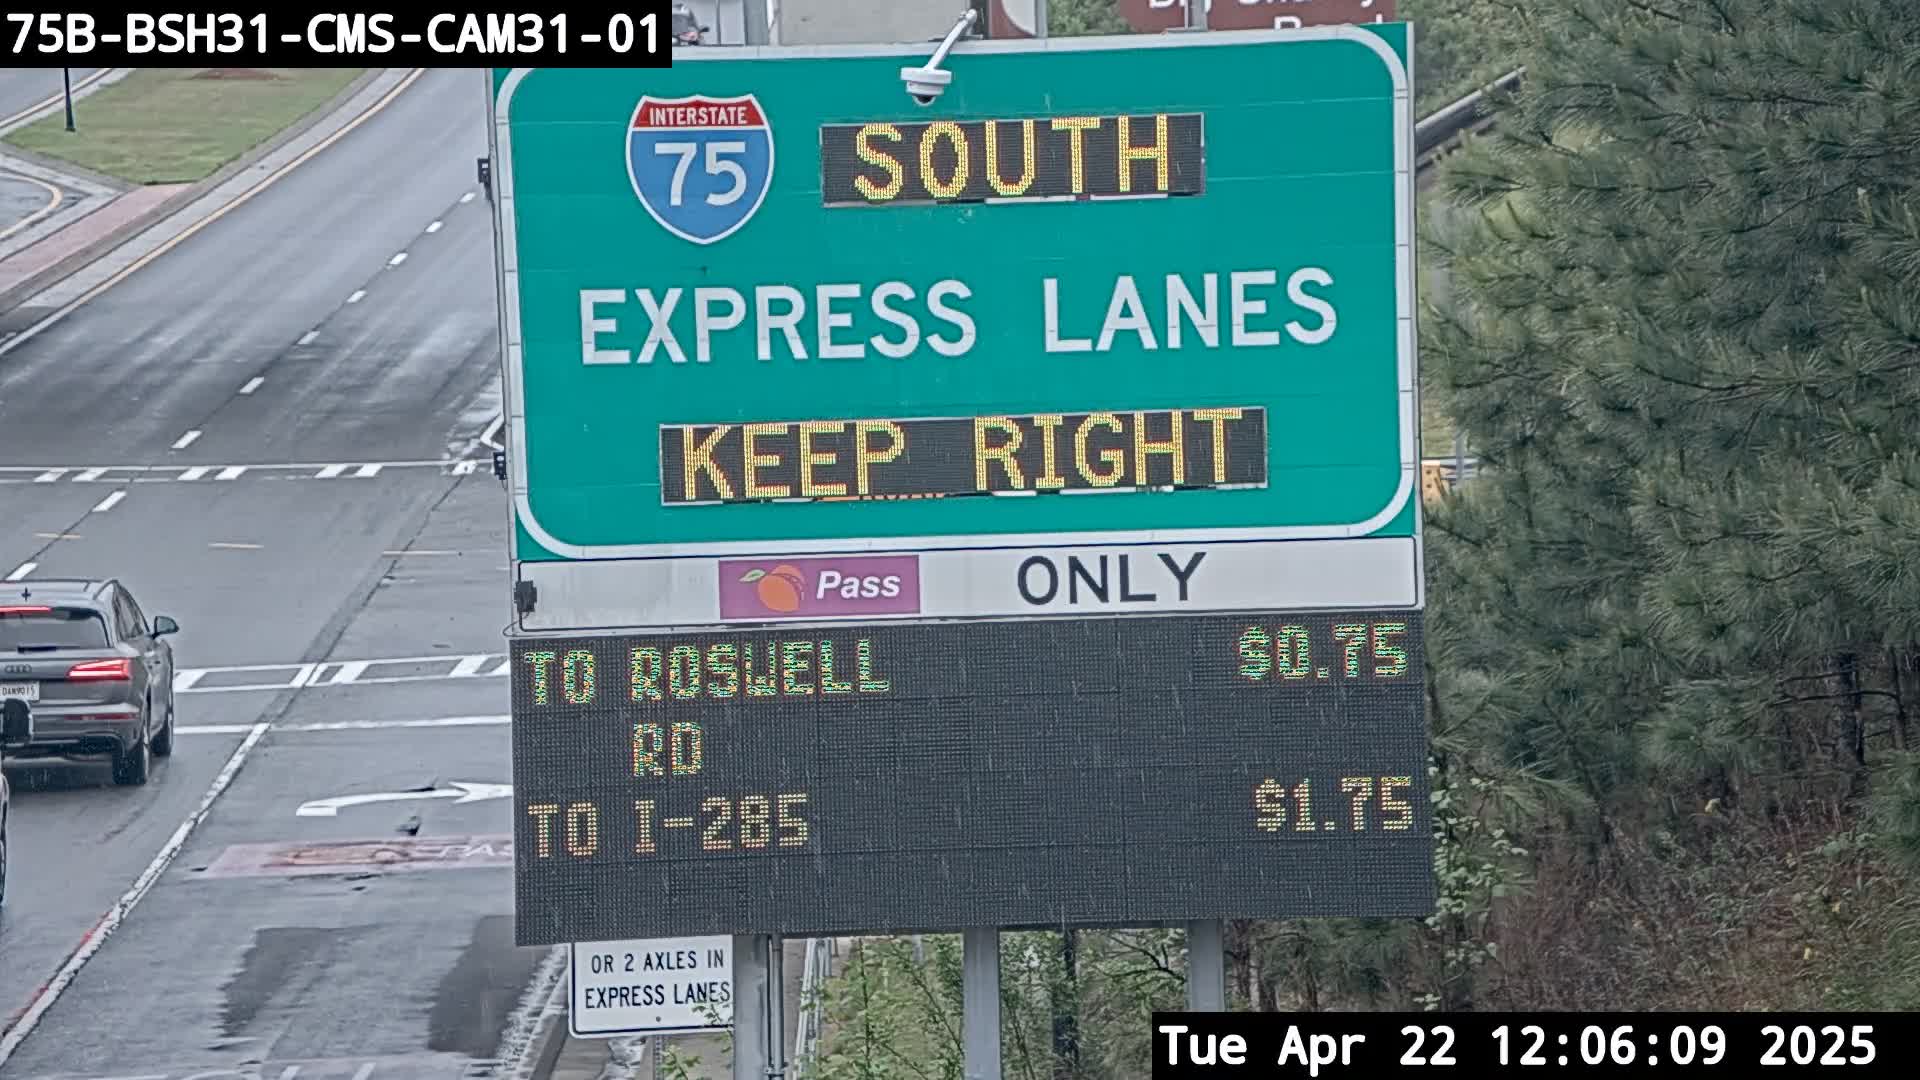 75B-BSH31-CMS-CAM31-01
INTERSTATE
75
SOUTH
EXPRESS LANES
KEEP RIGHT
Pass
ONLY
TO ROSWELL $0.75
RD
TO I-285 $1.75
OR 2 AXLES IN
EXPRESS LANES
Tue Apr 22 12:06:09 2025